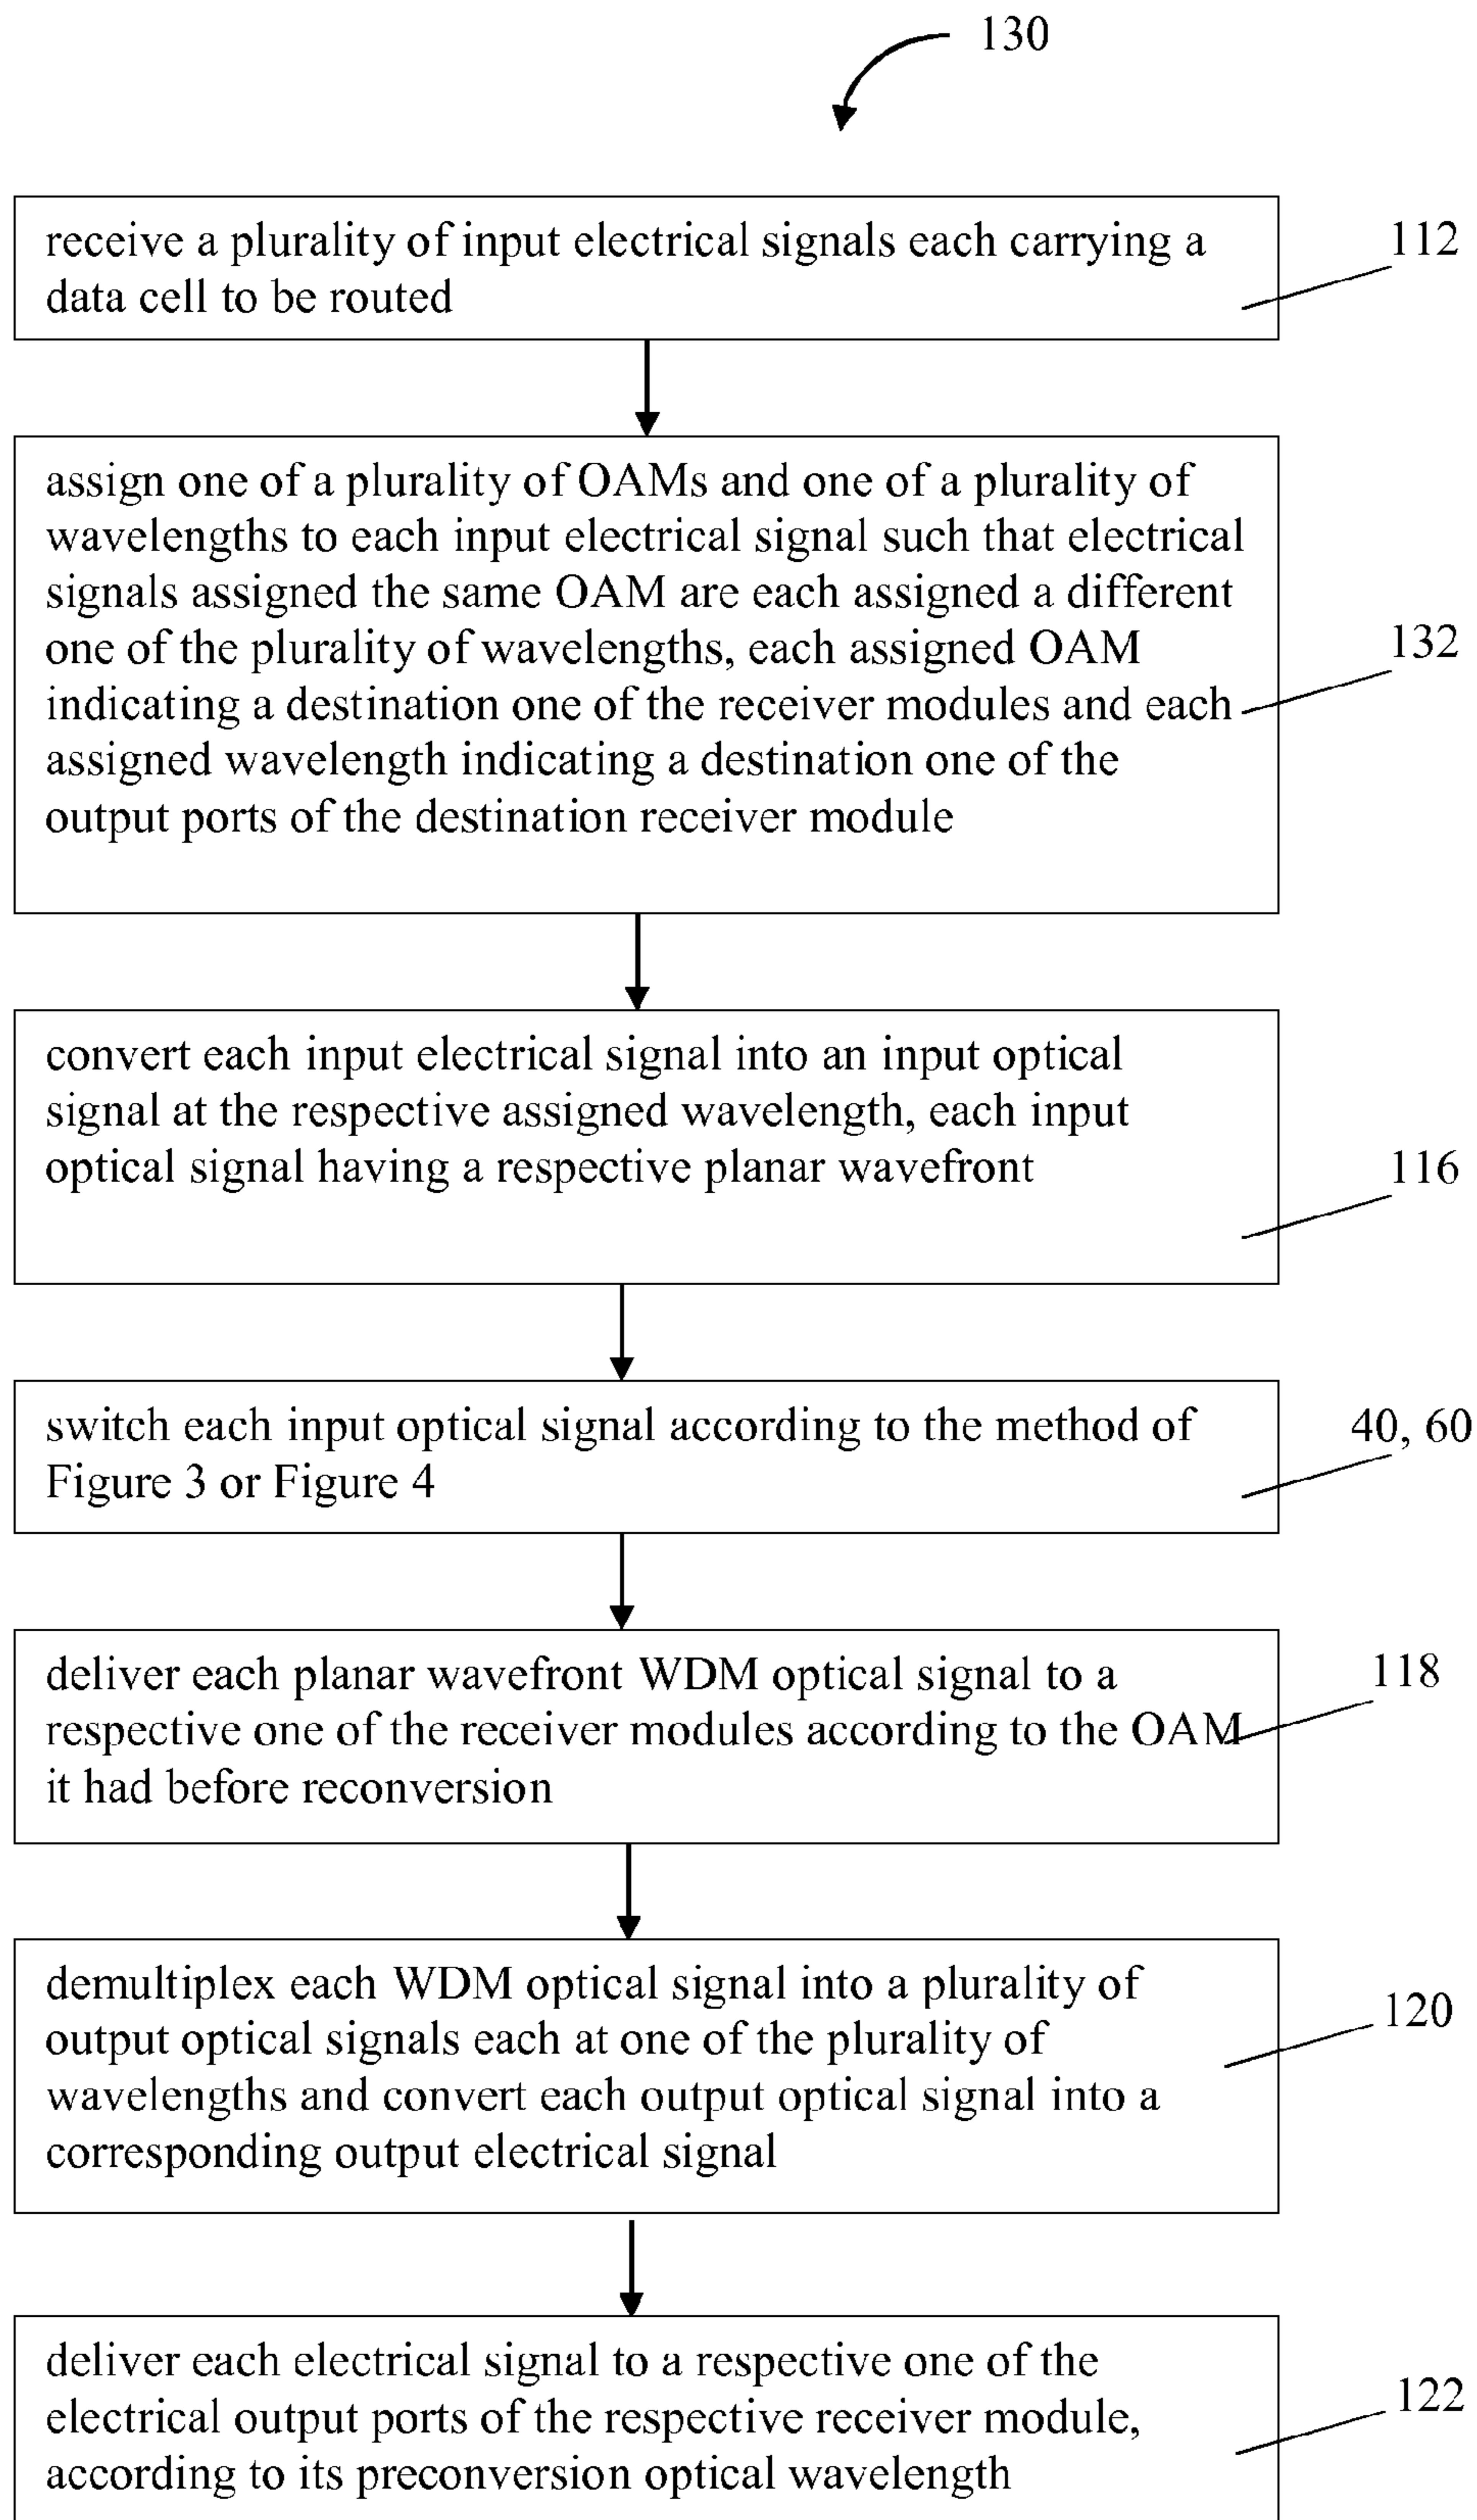 130
receive a plurality of input electrical signals each carrying a
data cell to be routed
112
assign one of a plurality of OAMs and one of a plurality of
wavelengths to each input electrical signal such that electrical
signals assigned the same OAM are each assigned a different
one of the plurality of wavelengths, each assigned OAM
indicating a destination one of the receiver modules and each
assigned wavelength indicating a destination one of the
output ports of the destination receiver module
132
convert each input electrical signal into an input optical
signal at the respective assigned wavelength, each input
optical signal having a respective planar wavefront
116
switch each input optical signal according to the method of
Figure 3 or Figure 4
40, 60
deliver each planar wavefront WDM optical signal to a
respective one of the receiver modules according to the OAM
it had before reconversion
118
demultiplex each WDM optical signal into a plurality of
output optical signals each at one of the plurality of
wavelengths and convert each output optical signal into a
corresponding output electrical signal
120
deliver each electrical signal to a respective one of the
electrical output ports of the respective receiver module,
according to its preconversion optical wavelength
122